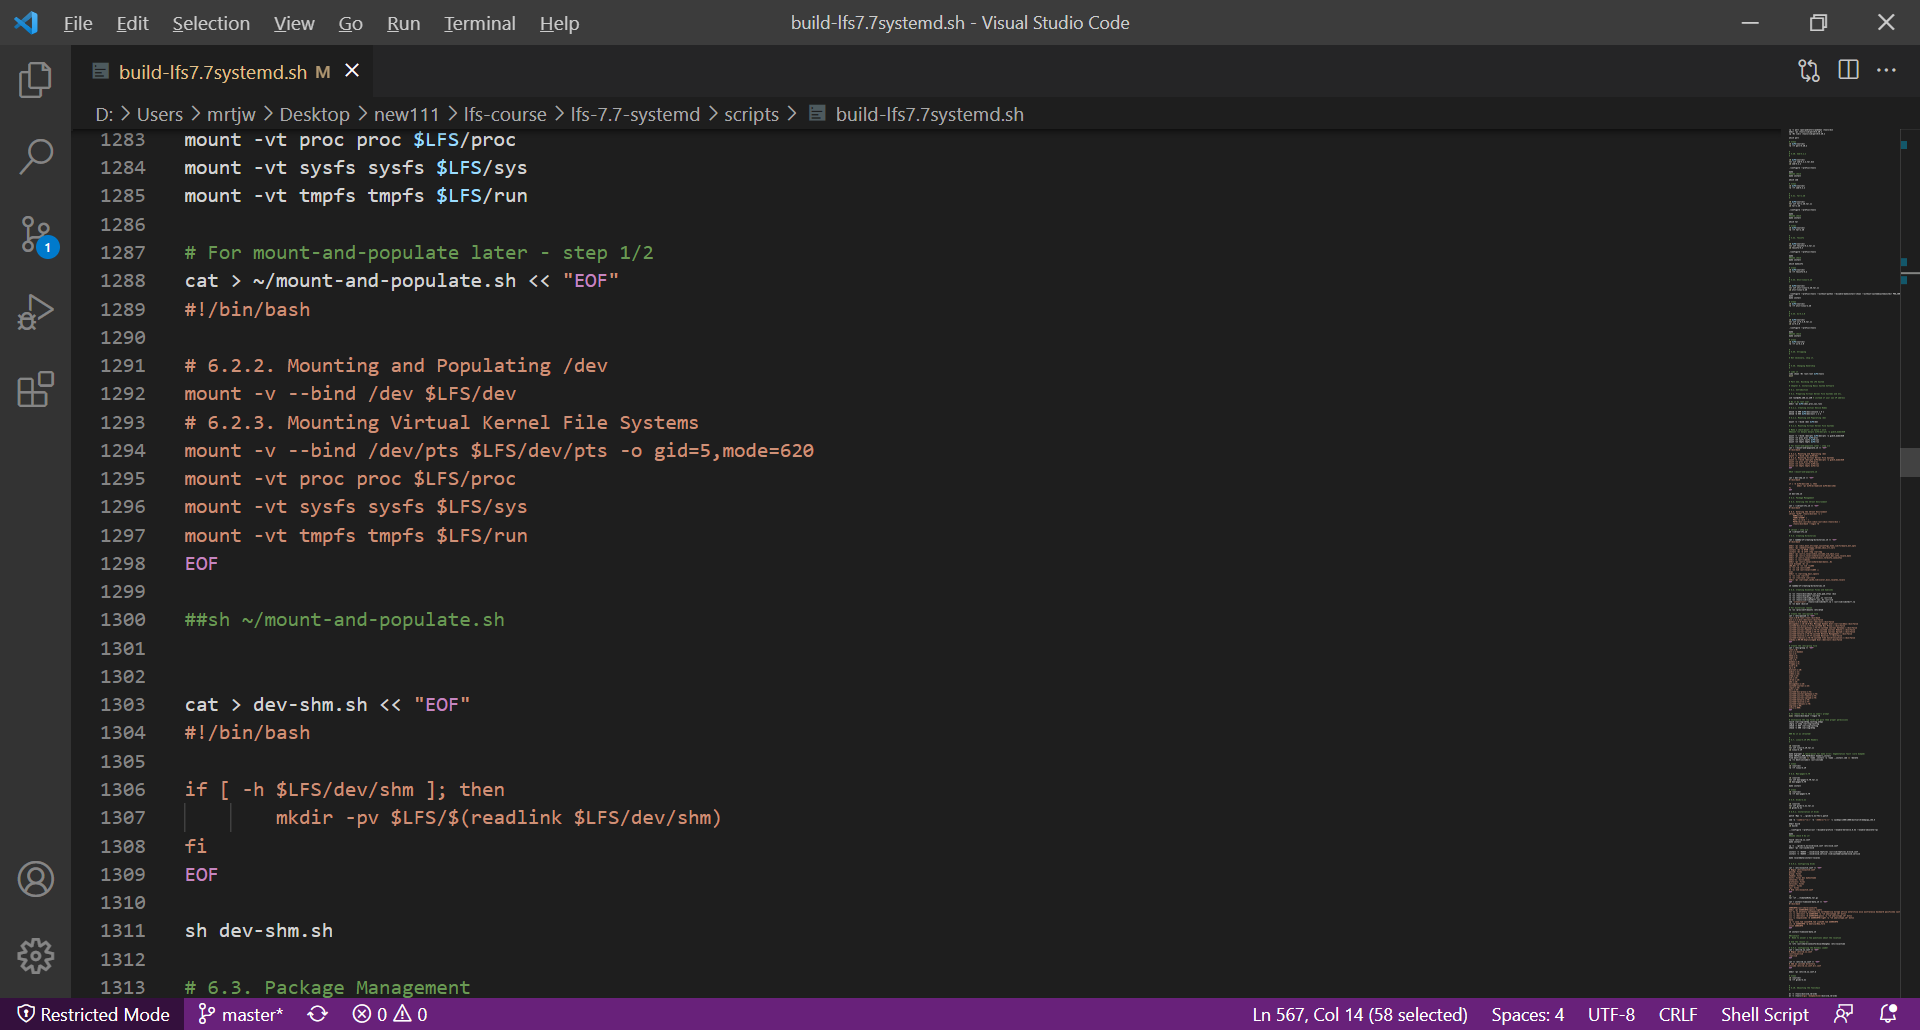 File Edit Selection View Go Run Terminal Help
build-lfs7.7systemd.sh - Visual Studio Code
build-lfs7.7systemd.sh M
D: > Users > mrtjw > Desktop > new111 > lfs-course > lfs-7.7-systemd > scripts > build-lfs7.7systemd.sh
1283 mount -vt proc proc $LFS/proc
1284 mount -vt sysfs sysfs $LFS/sys
1285 mount -vt tmpfs tmpfs $LFS/run
1286
1287 # For mount-and-populate later - step 1/2
1288 cat > ~/mount-and-populate.sh << "EOF"
1289 #!/bin/bash
1290
1291 # 6.2.2. Mounting and Populating /dev
1292 mount -v --bind /dev $LFS/dev
1293 # 6.2.3. Mounting Virtual Kernel File Systems
1294 mount -v --bind /dev/pts $LFS/dev/pts -o gid=5,mode=620
1295 mount -vt proc proc $LFS/proc
1296 mount -vt sysfs sysfs $LFS/sys
1297 mount -vt tmpfs tmpfs $LFS/run
1298 EOF
1299
1300 ##sh ~/mount-and-populate.sh
1301
1302
1303 cat > dev-shm.sh << "EOF"
1304 #!/bin/bash
1305
1306 if [ -h $LFS/dev/shm ]; then
1307         mkdir -pv $LFS/$(readlink $LFS/dev/shm)
1308 fi
1309 EOF
1310
1311 sh dev-shm.sh
1312
1313 # 6.3. Package Management
1
Restricted Mode master* 0 0 Ln 567, Col 14 (58 selected) Spaces: 4 UTF-8 CRLF Shell Script